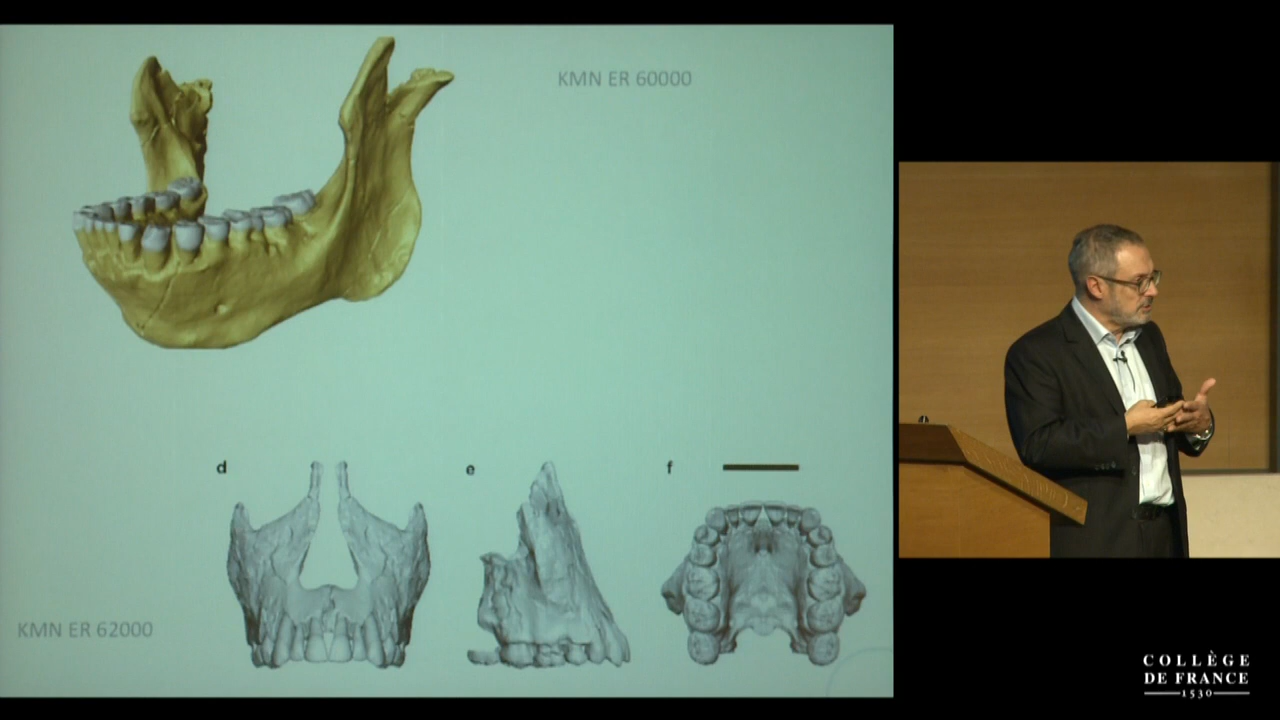 KMN ER 60000
d
e
f
KMN ER 62000
COLLÈGE
DE FRANCE
1530